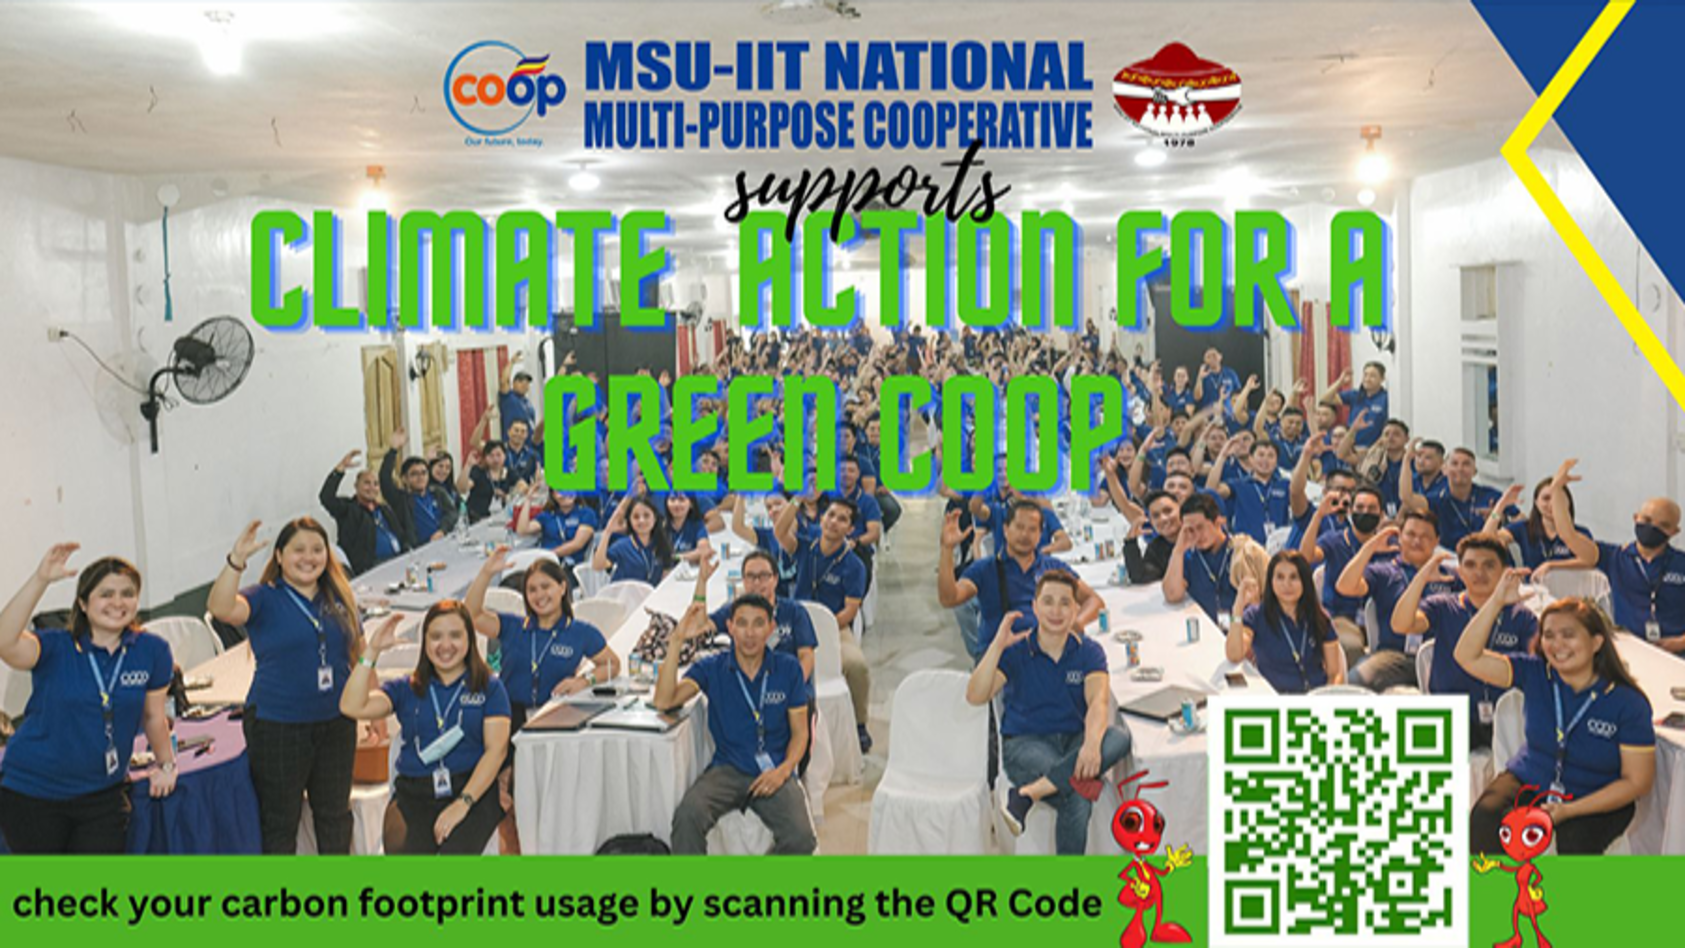 coop
Our future, today.
MSU-IIT NATIONAL
MULTI-PURPOSE COOPERATIVE
1978
supports
CLIMATE ACTION FOR A
GREEN COOP
check your carbon footprint usage by scanning the QR Code